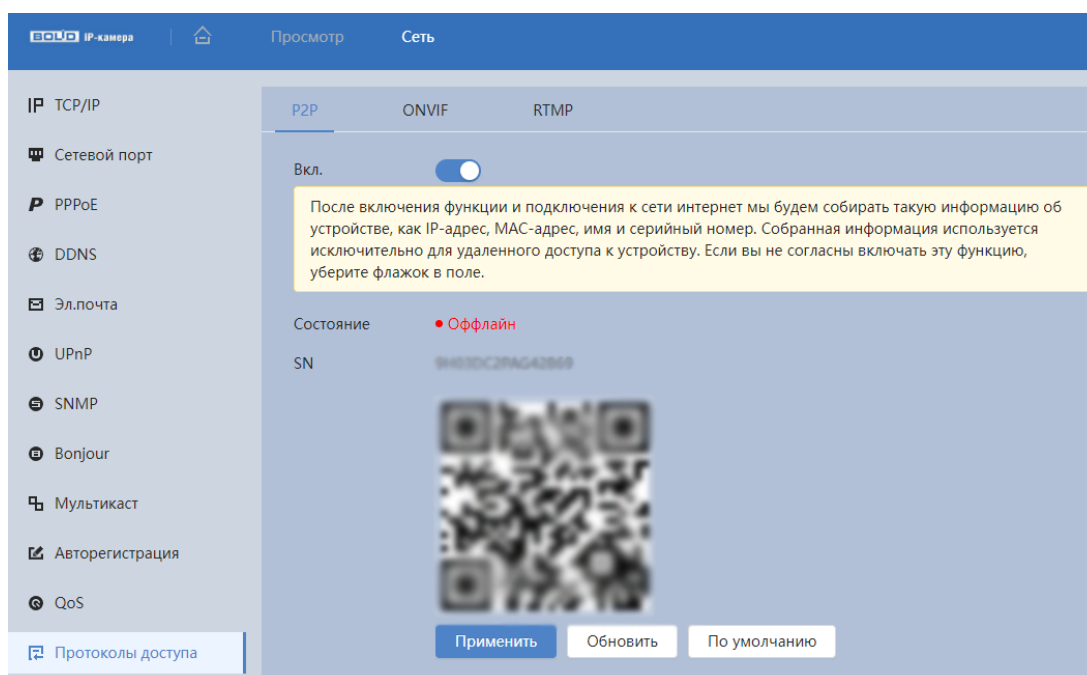 BOLID IP-камера
Просмотр
Сеть
TCP/IP
Сетевой порт
PPPoE
DDNS
Эл.почта
UPnP
SNMP
Bonjour
Мультикаст
Авторегистрация
QoS
Протоколы доступа
P2P
ONVIF
RTMP
Вкл.
После включения функции и подключения к сети интернет мы будем собирать такую информацию об
устройстве, как IP-адрес, MAC-адрес, имя и серийный номер. Собранная информация используется
исключительно для удаленного доступа к устройству. Если вы не согласны включать эту функцию,
уберите флажок в поле.
Состояние
Оффлайн
SN
Применить
Обновить
По умолчанию